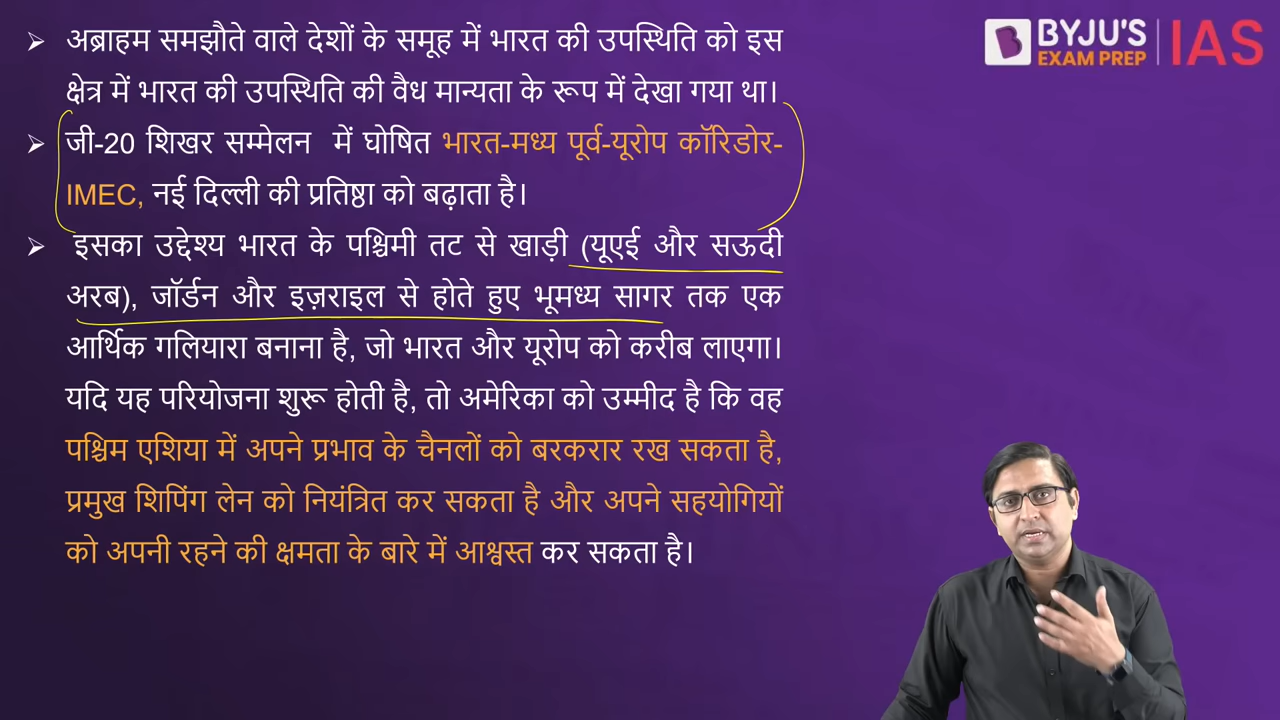 अब्राहम समझौते वाले देशों के समूह में भारत की उपस्थिति को इस
क्षेत्र में भारत की उपस्थिति की वैध मान्यता के रूप में देखा गया था।
जी-20 शिखर सम्मेलन में घोषित भारत-मध्य पूर्व-यूरोप कॉरिडोर-
IMEC, नई दिल्ली की प्रतिष्ठा को बढ़ाता है।
इसका उद्देश्य भारत के पश्चिमी तट से खाड़ी (यूएई और सऊदी
अरब), जॉर्डन और इज़राइल से होते हुए भूमध्य सागर तक एक
आर्थिक गलियारा बनाना है, जो भारत और यूरोप को करीब लाएगा।
यदि यह परियोजना शुरू होती है, तो अमेरिका को उम्मीद है कि वह
पश्चिम एशिया में अपने प्रभाव के चैनलों को बरकरार रख सकता है,
प्रमुख शिपिंग लेन को नियंत्रित कर सकता है और अपने सहयोगियों
को अपनी रहने की क्षमता के बारे में आश्वस्त कर सकता है।
BYJU'S
EXAM PREP
IAS